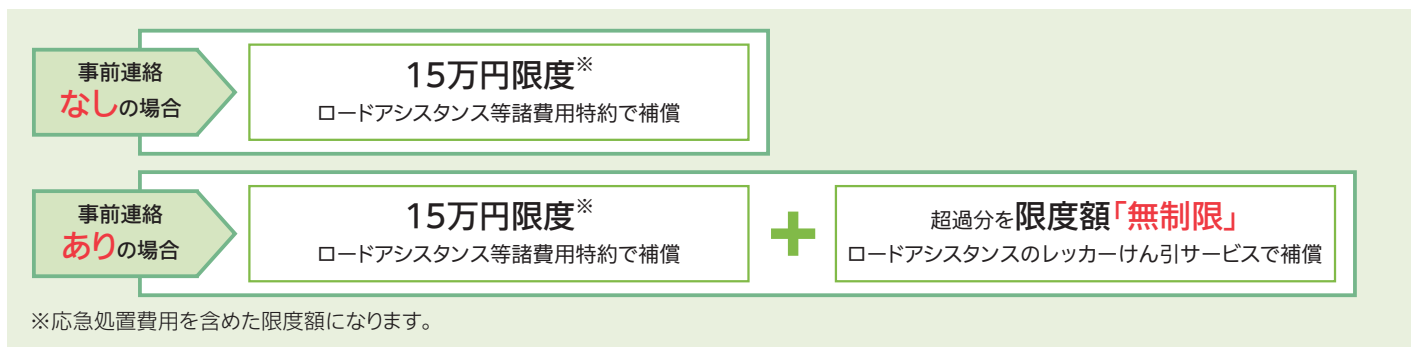 事前連絡
なしの場合
15万円限度※
ロードアシスタンス等諸費用特約で補償
事前連絡
ありの場合
15万円限度※
ロードアシスタンス等諸費用特約で補償
+
超過分を限度額「無制限」
ロードアシスタンスのレッカーけん引サービスで補償
※応急処置費用を含めた限度額になります。